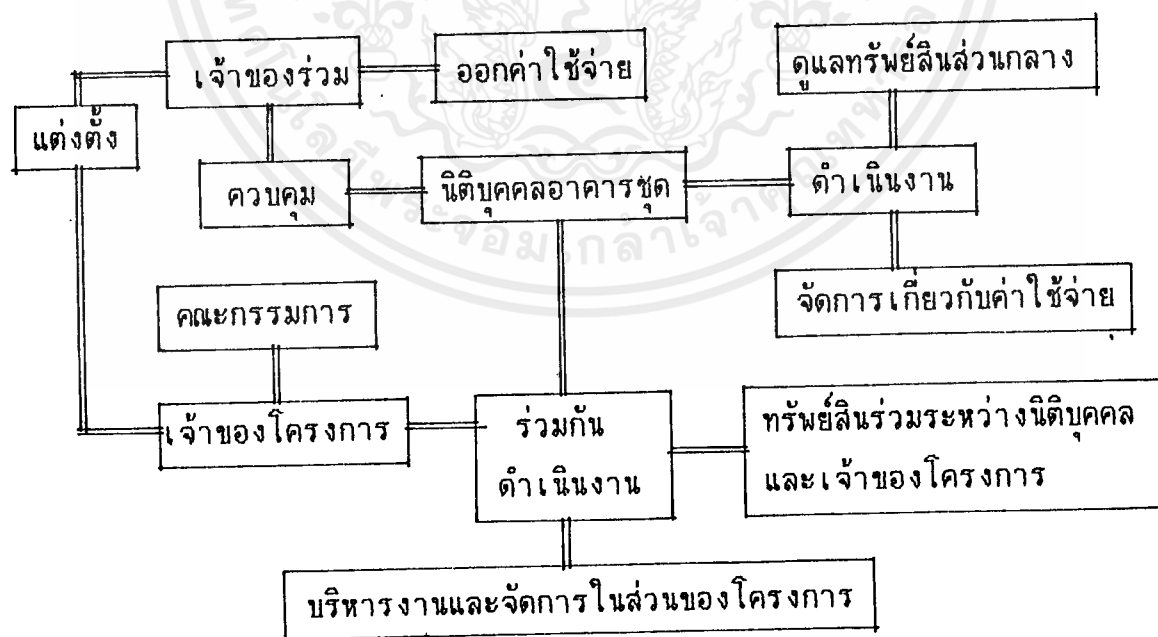 เจ้าของร่วม
ออกค่าใช้จ่าย
ดูแลทรัพย์สินส่วนกลาง
แต่งตั้ง
ควบคุม
นิติบุคคลอาคารชุด
ดำเนินงาน
จัดการเกี่ยวกับค่าใช้จ่าย
คณะกรรมการ
เจ้าของโครงการ
ร่วมกัน
ดำเนินงาน
ทรัพย์สินร่วมระหว่างนิติบุคคล
และเจ้าของโครงการ
บริหารงานและจัดการในส่วนของโครงการ